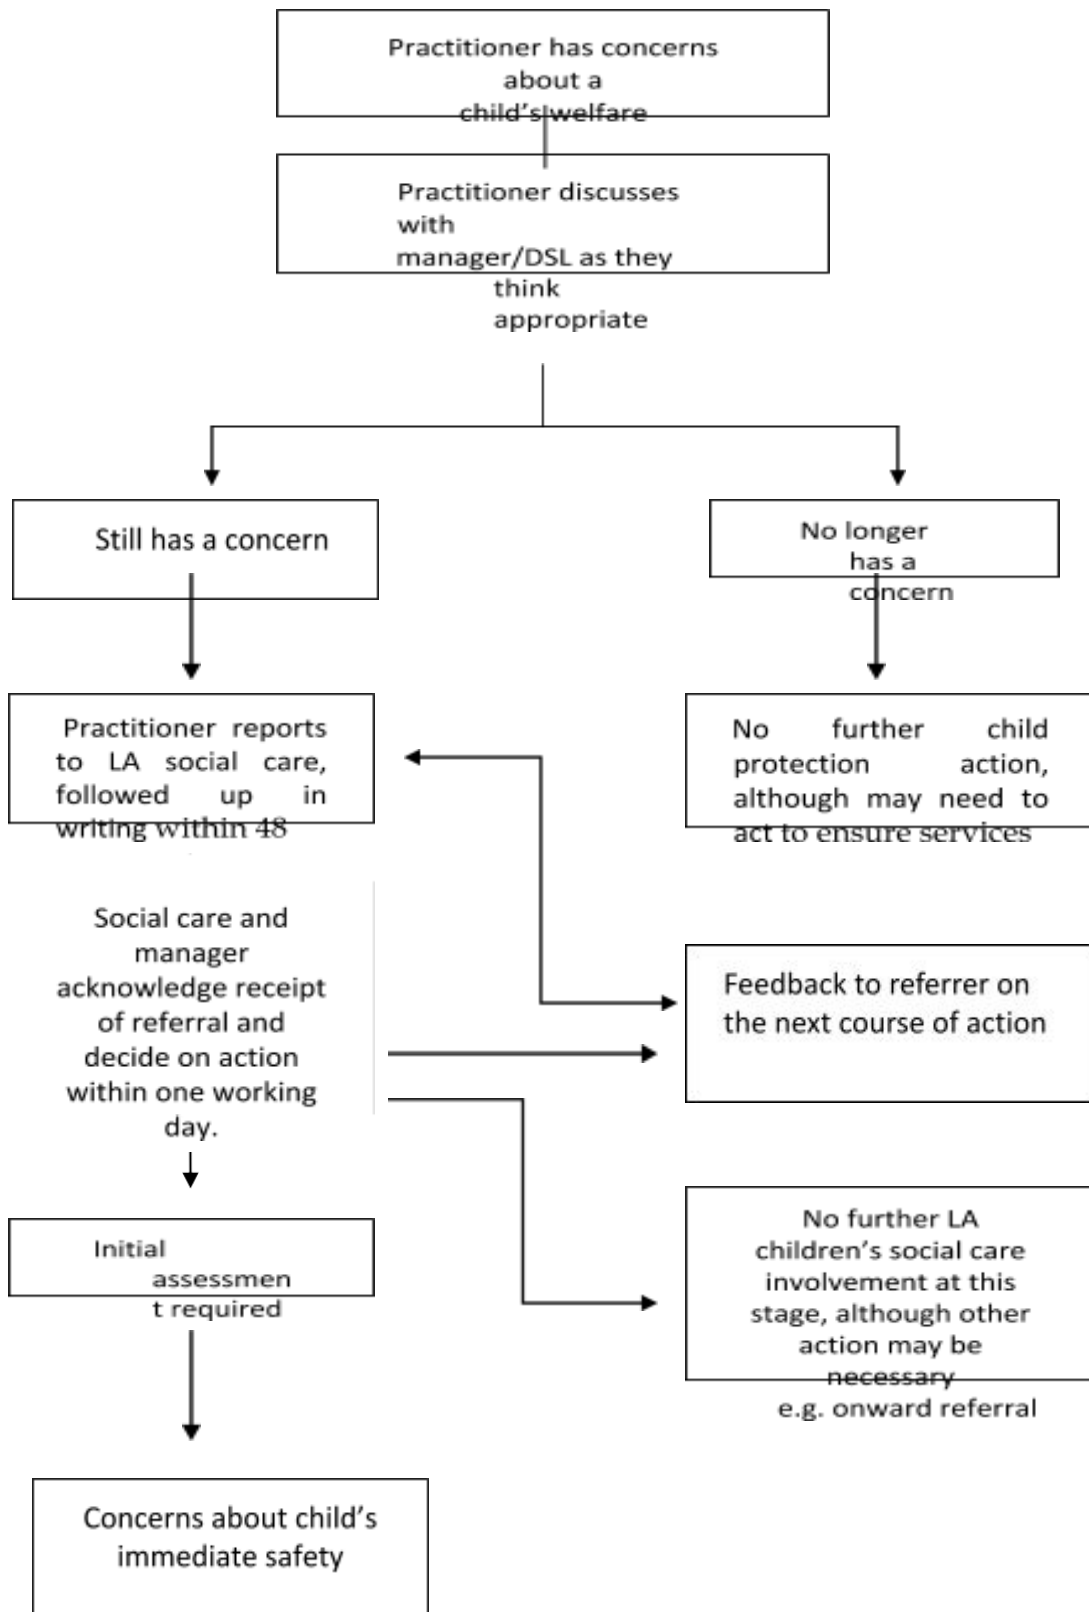 Practitioner has concerns
about a
child's welfare
Practitioner discusses
with
manager/DSL as they
think
appropriate
Still has a concern
No longer
has a
concern
Practitioner reports
to LA social care,
followed up in
writing within 48
No further child
protection action,
although may need to
act to ensure services
Social care and
manager
acknowledge receipt
of referral and
decide on action
within one working
day.
Feedback to referrer on
the next course of action
Initial
assessmen
t required
No further LA
children's social care
involvement at this
stage, although other
action may be
necessary
e.g. onward referral
Concerns about child's
immediate safety